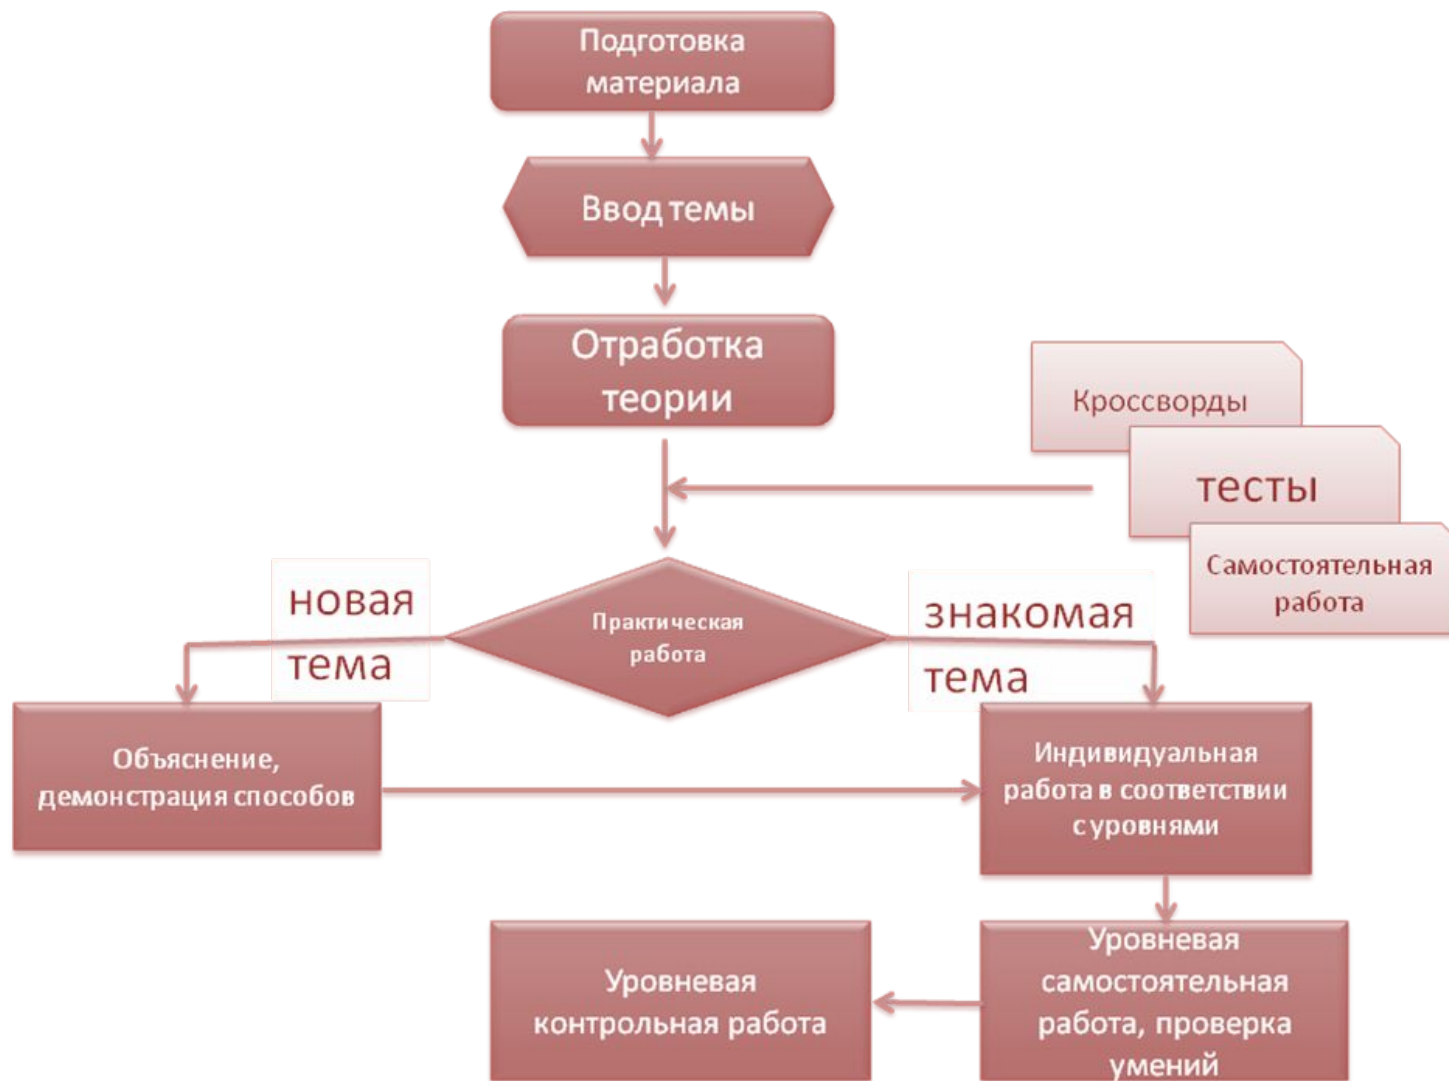 Подготовка
материала
Ввод темы
Отработка
теории
Кроссворды
тесты
Самостоятельная
работа
новая
тема
Практическая
работа
знакомая
тема
Объяснение,
демонстрация способов
Индивидуальная
работа в соответствии
с уровнями
Уровневая
контрольная работа
Уровневая
самостоятельная
работа, проверка
умений